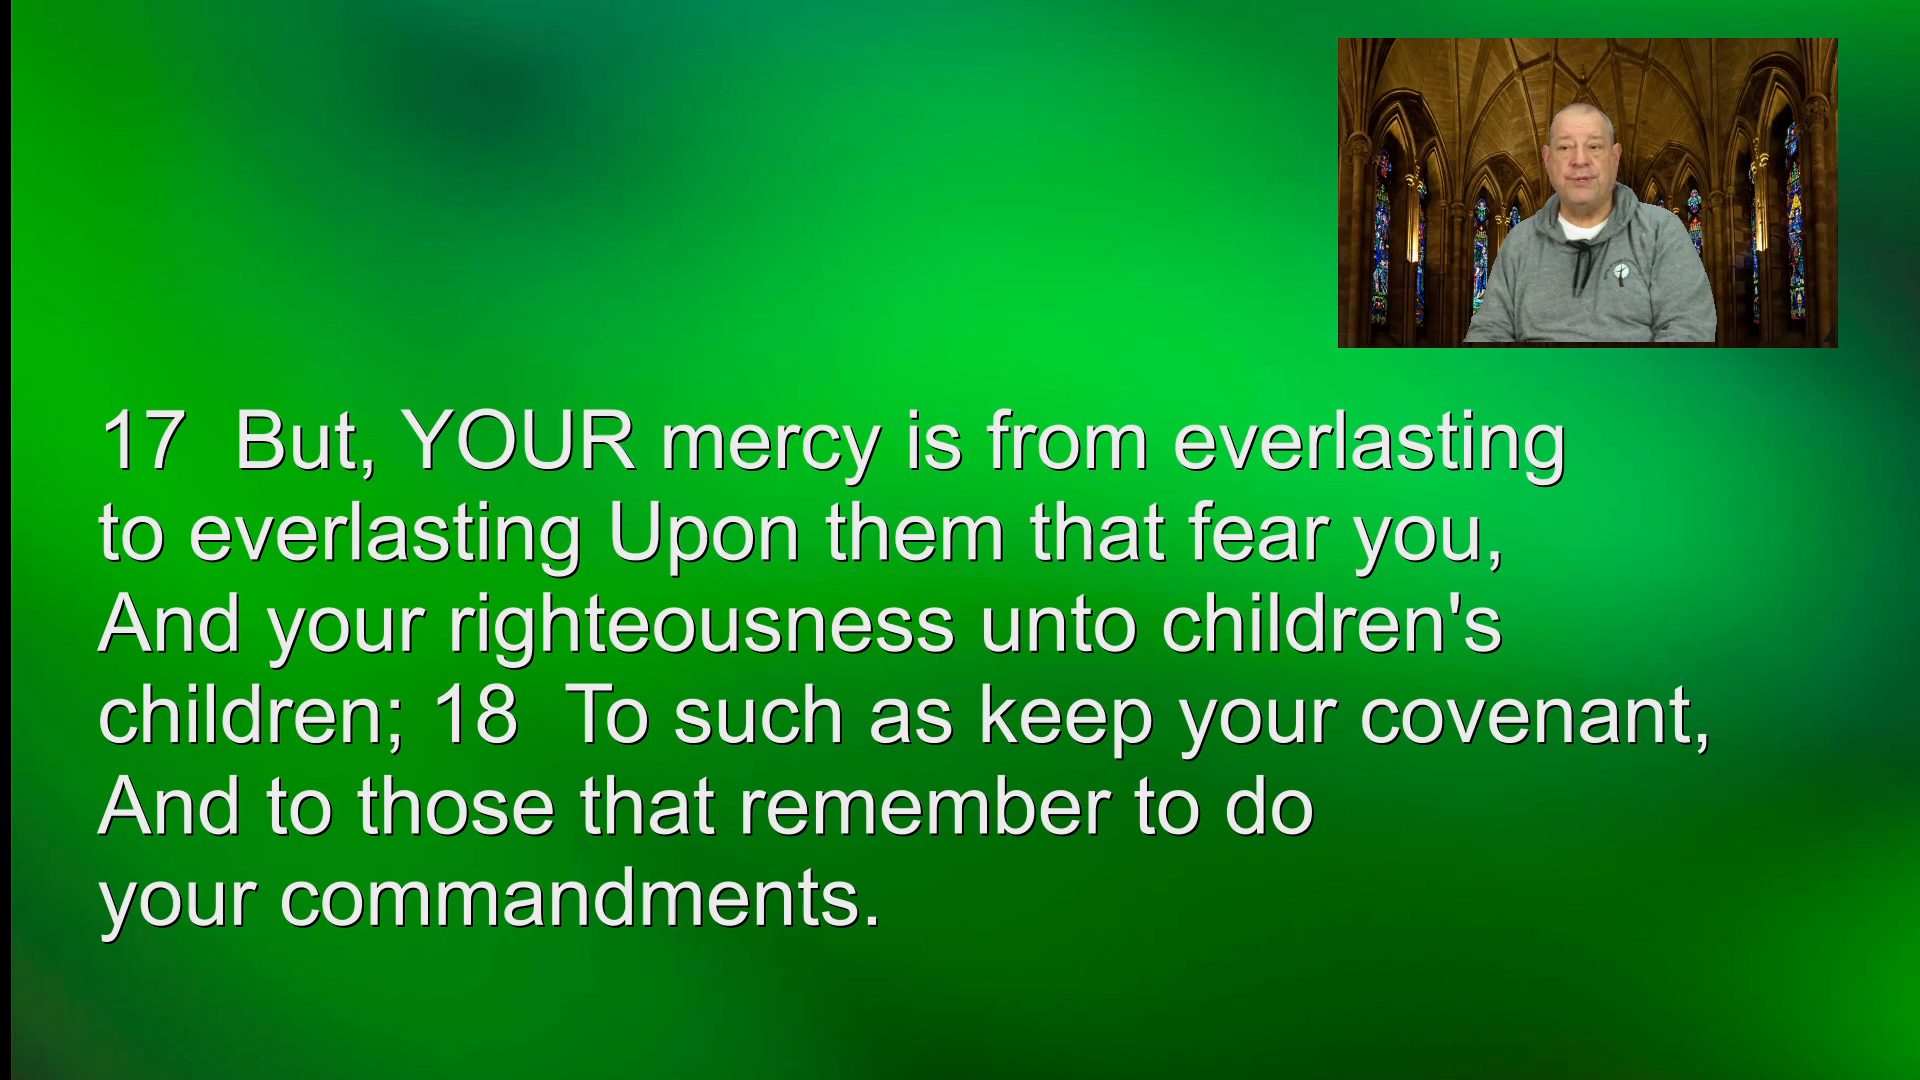 17  But, YOUR mercy is from everlasting
to everlasting Upon them that fear you,
And your righteousness unto children's
children; 18  To such as keep your covenant,
And to those that remember to do
your commandments.